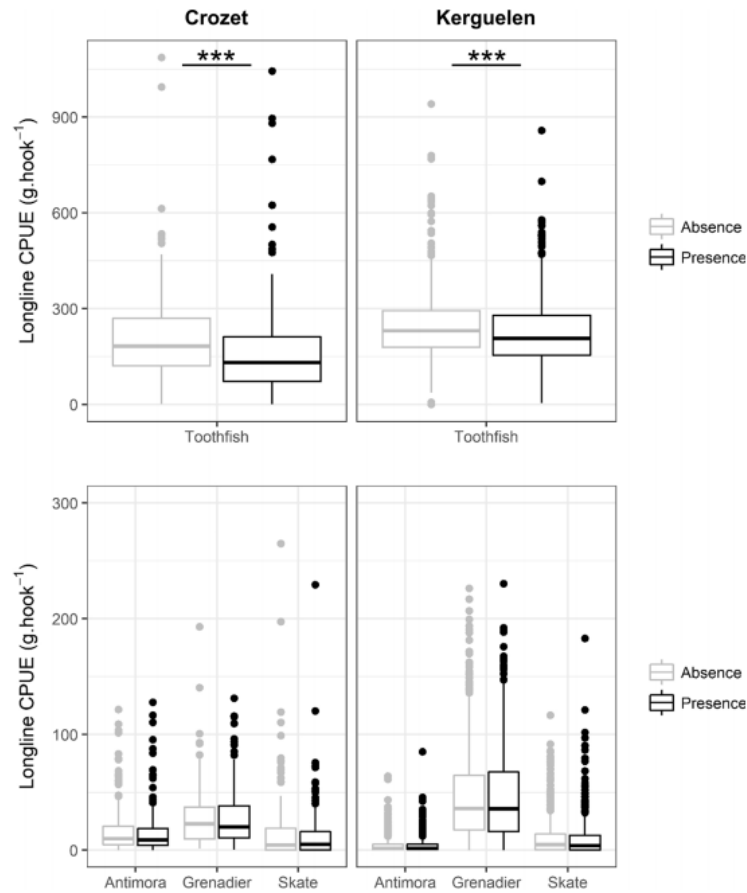 Crozet Kerguelen
*** ***
Longline CPUE (g.hook⁻¹)
900
600
300
0
Toothfish Toothfish
Absence
Presence
Longline CPUE (g.hook⁻¹)
300
200
100
0
Antimora Grenadier Skate Antimora Grenadier Skate
Absence
Presence